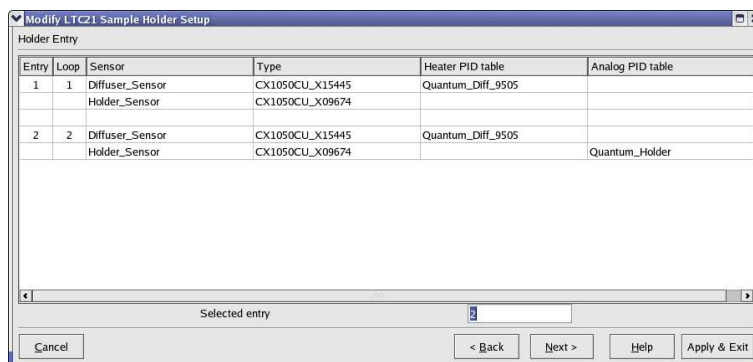 Modify LTC21 Sample Holder Setup
Holder Entry
Entry Loop Sensor Type Heater PID table Analog PID table
1 1 Diffuser_Sensor CX1050CU_X15445 Quantum_Diff_9505
Holder_Sensor CX1050CU_X09674
2 2 Diffuser_Sensor CX1050CU_X15445 Quantum_Diff_9505
Holder_Sensor CX1050CU_X09674 Quantum_Holder
Selected entry 2
Cancel < Back Next > Help Apply & Exit